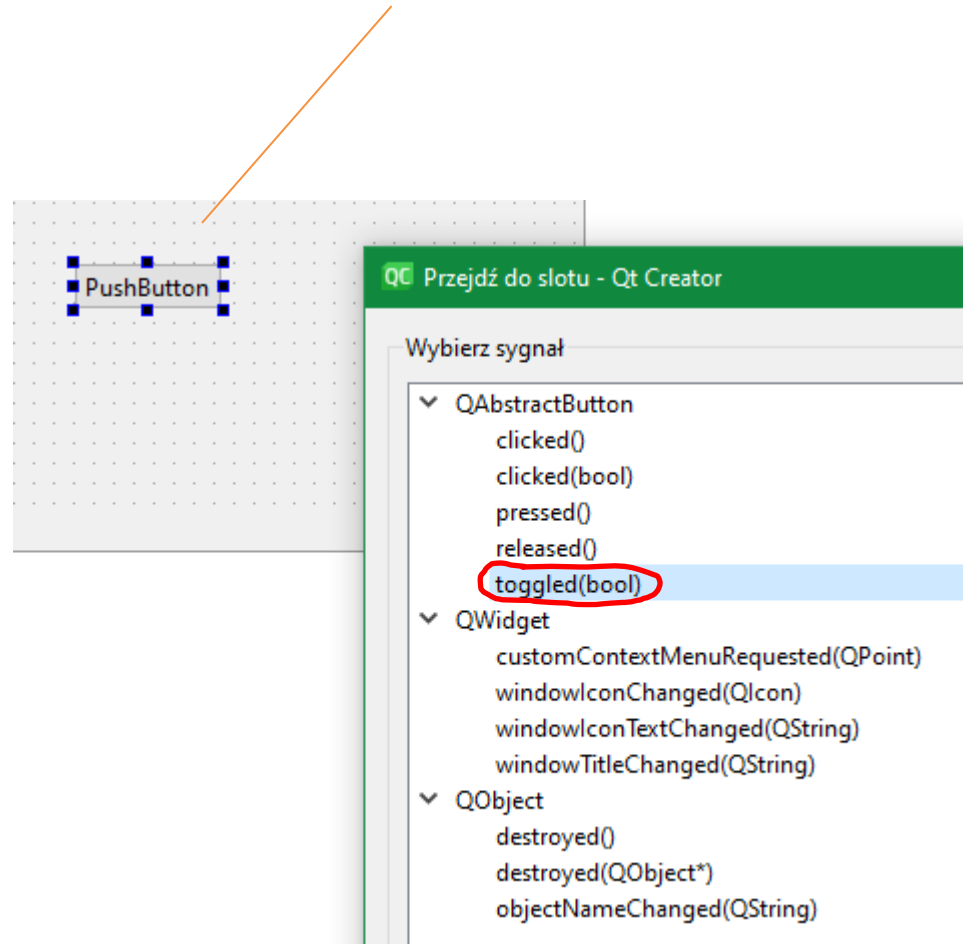 PushButton
QC Przejdź do slotu - Qt Creator
Wybierz sygnał
QAbstractButton
clicked()
clicked(bool)
pressed()
released()
toggled(bool)
QWidget
customContextMenuRequested(QPoint)
windowIconChanged(QIcon)
windowIconTextChanged(QString)
windowTitleChanged(QString)
QObject
destroyed()
destroyed(QObject*)
objectNameChanged(QString)